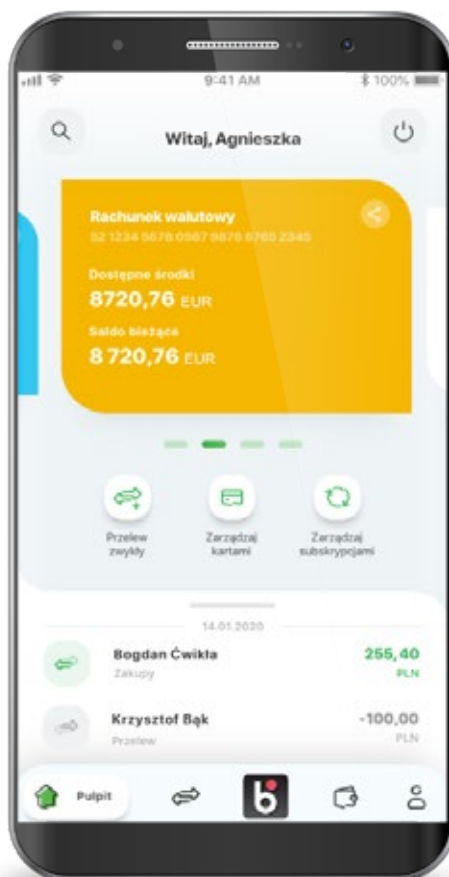 9:41 AM
100%
Witaj, Agnieszka
Rachunek walutowy
52 1234 5678 0987 9876 8765 2345
Dostępne środki
8720,76 EUR
Saldo bieżące
8 720,76 EUR
Przelew
zwykły
Zarządzaj
kartami
Zarządzaj
subskrypcjami
14.01.2020
Bogdan Ćwikła
255,40
Zakupy
PLN
Krzysztof Bąk
-100,00
Przelew
PLN
Pulpit
b